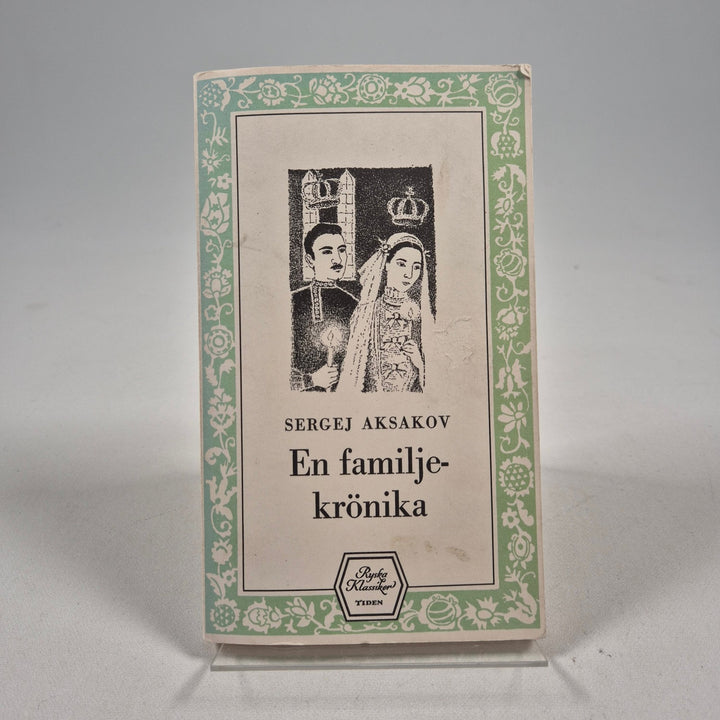 SERGEJ AKSAKOV
En familje-
krönika
Ryska
Klassiker
TIDEN